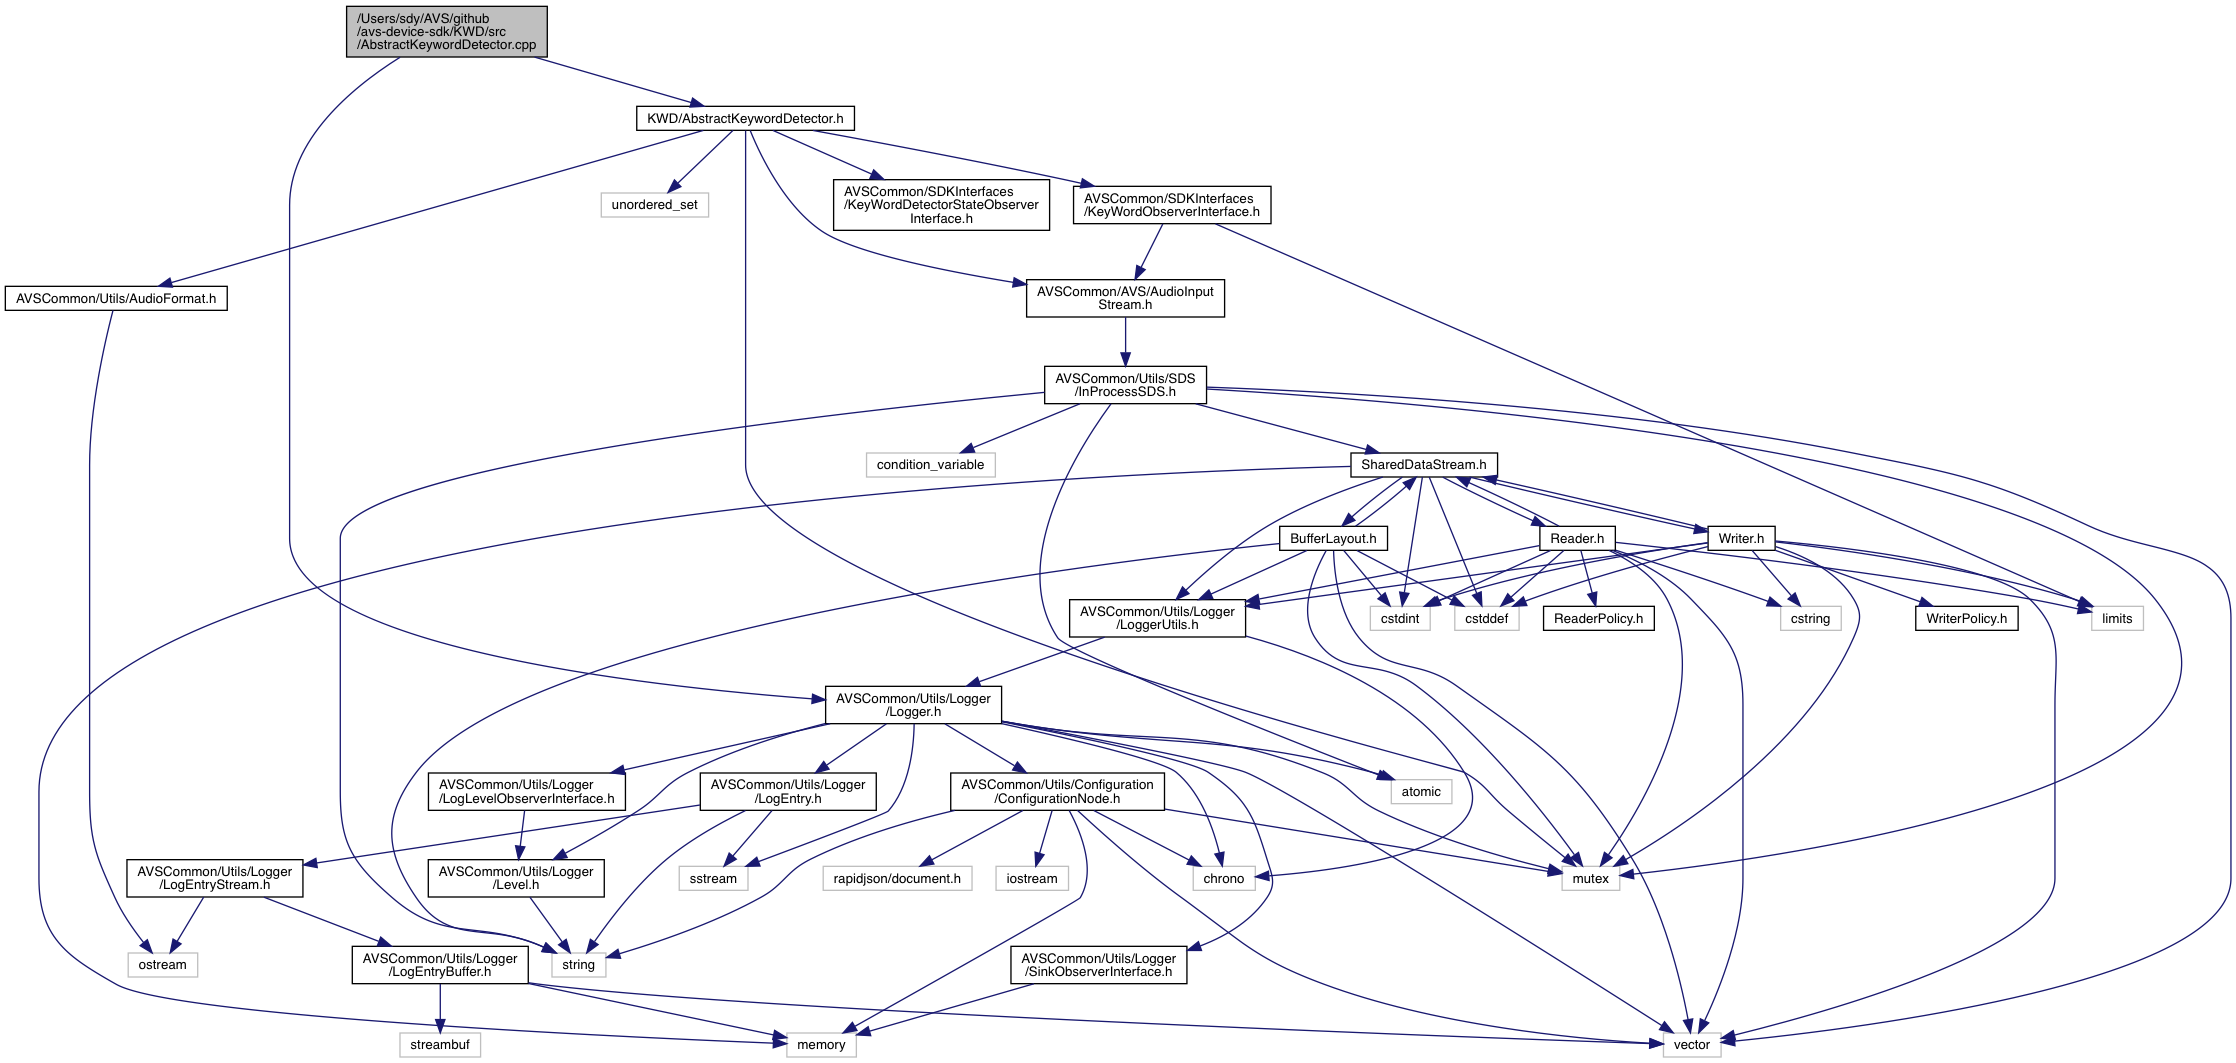 /Users/sdy/AVS/github
/avs-device-sdk/KWD/src
/AbstractKeywordDetector.cpp
KWD/AbstractKeywordDetector.h
unordered_set
AVSCommon/SDKInterfaces
/KeyWordDetectorStateObserver
Interface.h
AVSCommon/SDKInterfaces
/KeyWordObserverInterface.h
AVSCommon/Utils/AudioFormat.h
AVSCommon/AVS/AudioInput
Stream.h
AVSCommon/Utils/SDS
/InProcessSDS.h
condition_variable
SharedDataStream.h
BufferLayout.h
Reader.h
Writer.h
AVSCommon/Utils/Logger
/LoggerUtils.h
cstdint
cstddef
ReaderPolicy.h
cstring
WriterPolicy.h
limits
AVSCommon/Utils/Logger
/Logger.h
AVSCommon/Utils/Logger
/LogLevelObserverInterface.h
AVSCommon/Utils/Logger
/LogEntry.h
AVSCommon/Utils/Configuration
/ConfigurationNode.h
atomic
AVSCommon/Utils/Logger
/LogEntryStream.h
AVSCommon/Utils/Logger
/Level.h
sstream
rapidjson/document.h
iostream
chrono
mutex
ostream
AVSCommon/Utils/Logger
/LogEntryBuffer.h
string
AVSCommon/Utils/Logger
/SinkObserverInterface.h
streambuf
memory
vector